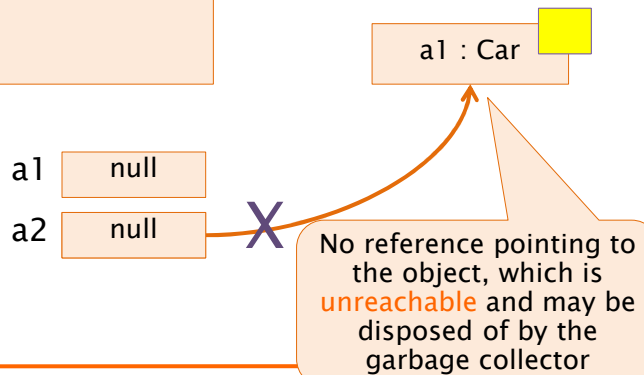 a1 : Car
a1 null
a2 null
X
No reference pointing to
the object, which is
unreachable and may be
disposed of by the
garbage collector